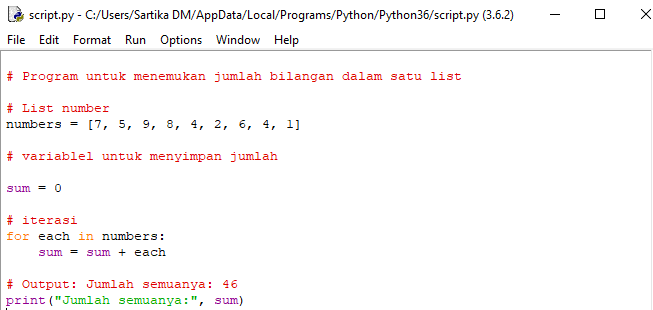 script.py - C:/Users/Sartika DM/AppData/Local/Programs/Python/Python36/script.py (3.6.2)
File Edit Format Run Options Window Help
# Program untuk menemukan jumlah bilangan dalam satu list
# List number
numbers = [7, 5, 9, 8, 4, 2, 6, 4, 1]
# variablel untuk menyimpan jumlah
sum = 0
# iterasi
for each in numbers:
    sum = sum + each
# Output: Jumlah semuanya: 46
print("Jumlah semuanya:", sum)